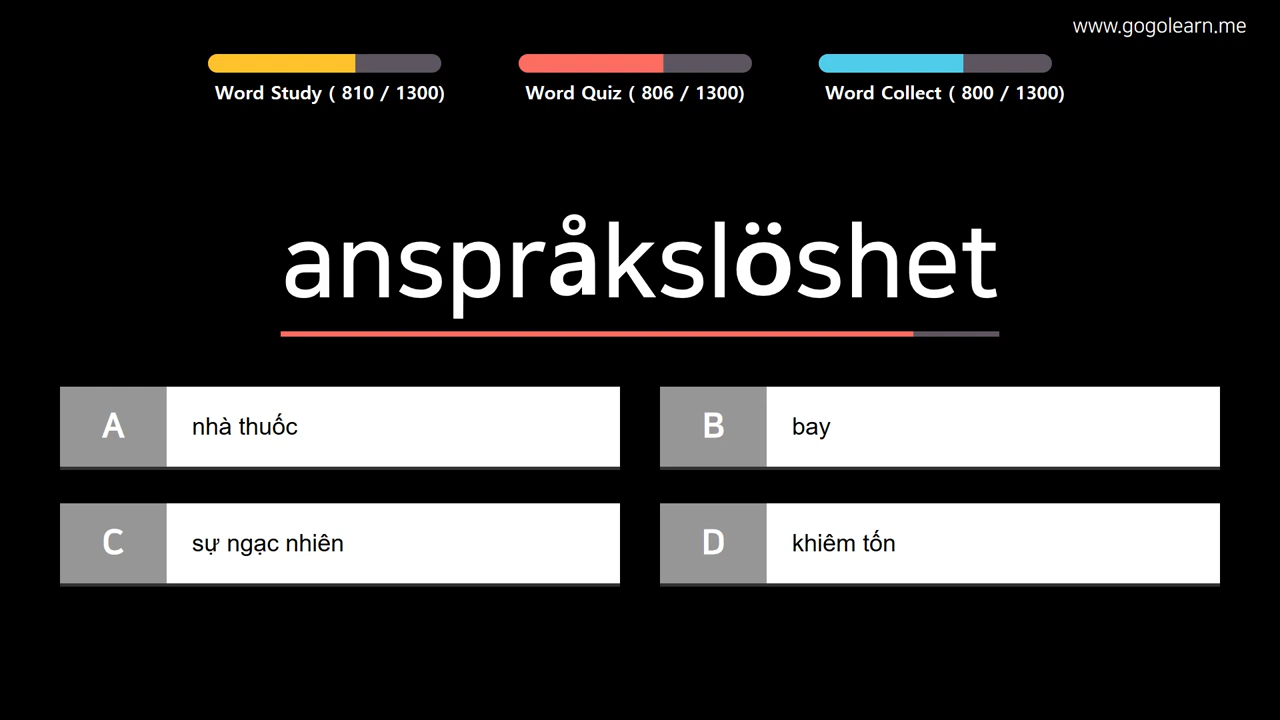 www.gogolearn.me
Word Study ( 810 / 1300)
Word Quiz ( 806 / 1300)
Word Collect ( 800 / 1300)
anspråkslöshet
A nhà thuốc
B bay
C sự ngạc nhiên
D khiêm tốn